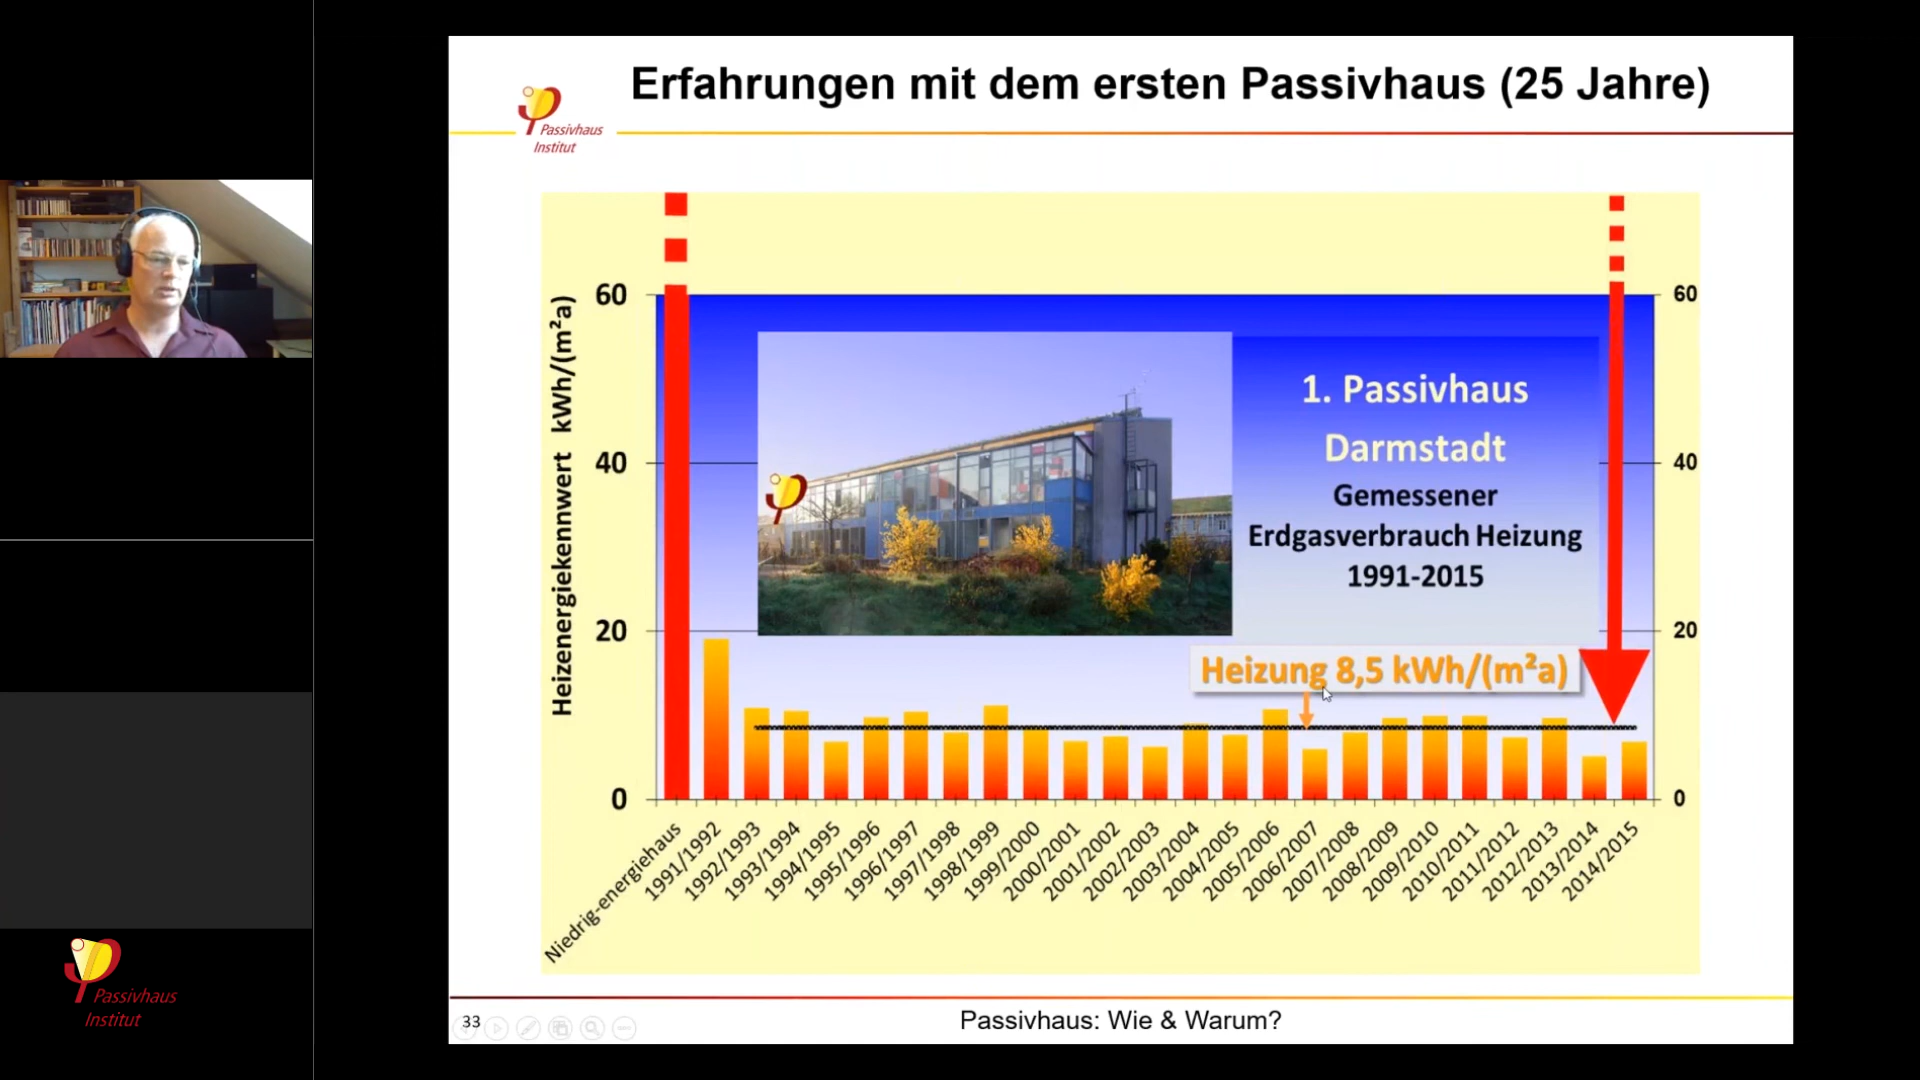 Erfahrungen mit dem ersten Passivhaus (25 Jahre)
Passivhaus
Institut
Heizenergiekennwert kWh/(m²a)
60
40
20
0
60
40
20
0
1. Passivhaus
Darmstadt
Gemessener
Erdgasverbrauch Heizung
1991-2015
Heizung 8,5 kWh/(m²a)
Niedrig-energiehaus
1991/1992
1992/1993
1993/1994
1994/1995
1995/1996
1996/1997
1997/1998
1998/1999
1999/2000
2000/2001
2001/2002
2002/2003
2003/2004
2004/2005
2005/2006
2006/2007
2007/2008
2008/2009
2009/2010
2010/2011
2011/2012
2012/2013
2013/2014
2014/2015
33
Passivhaus: Wie & Warum?
Passivhaus
Institut